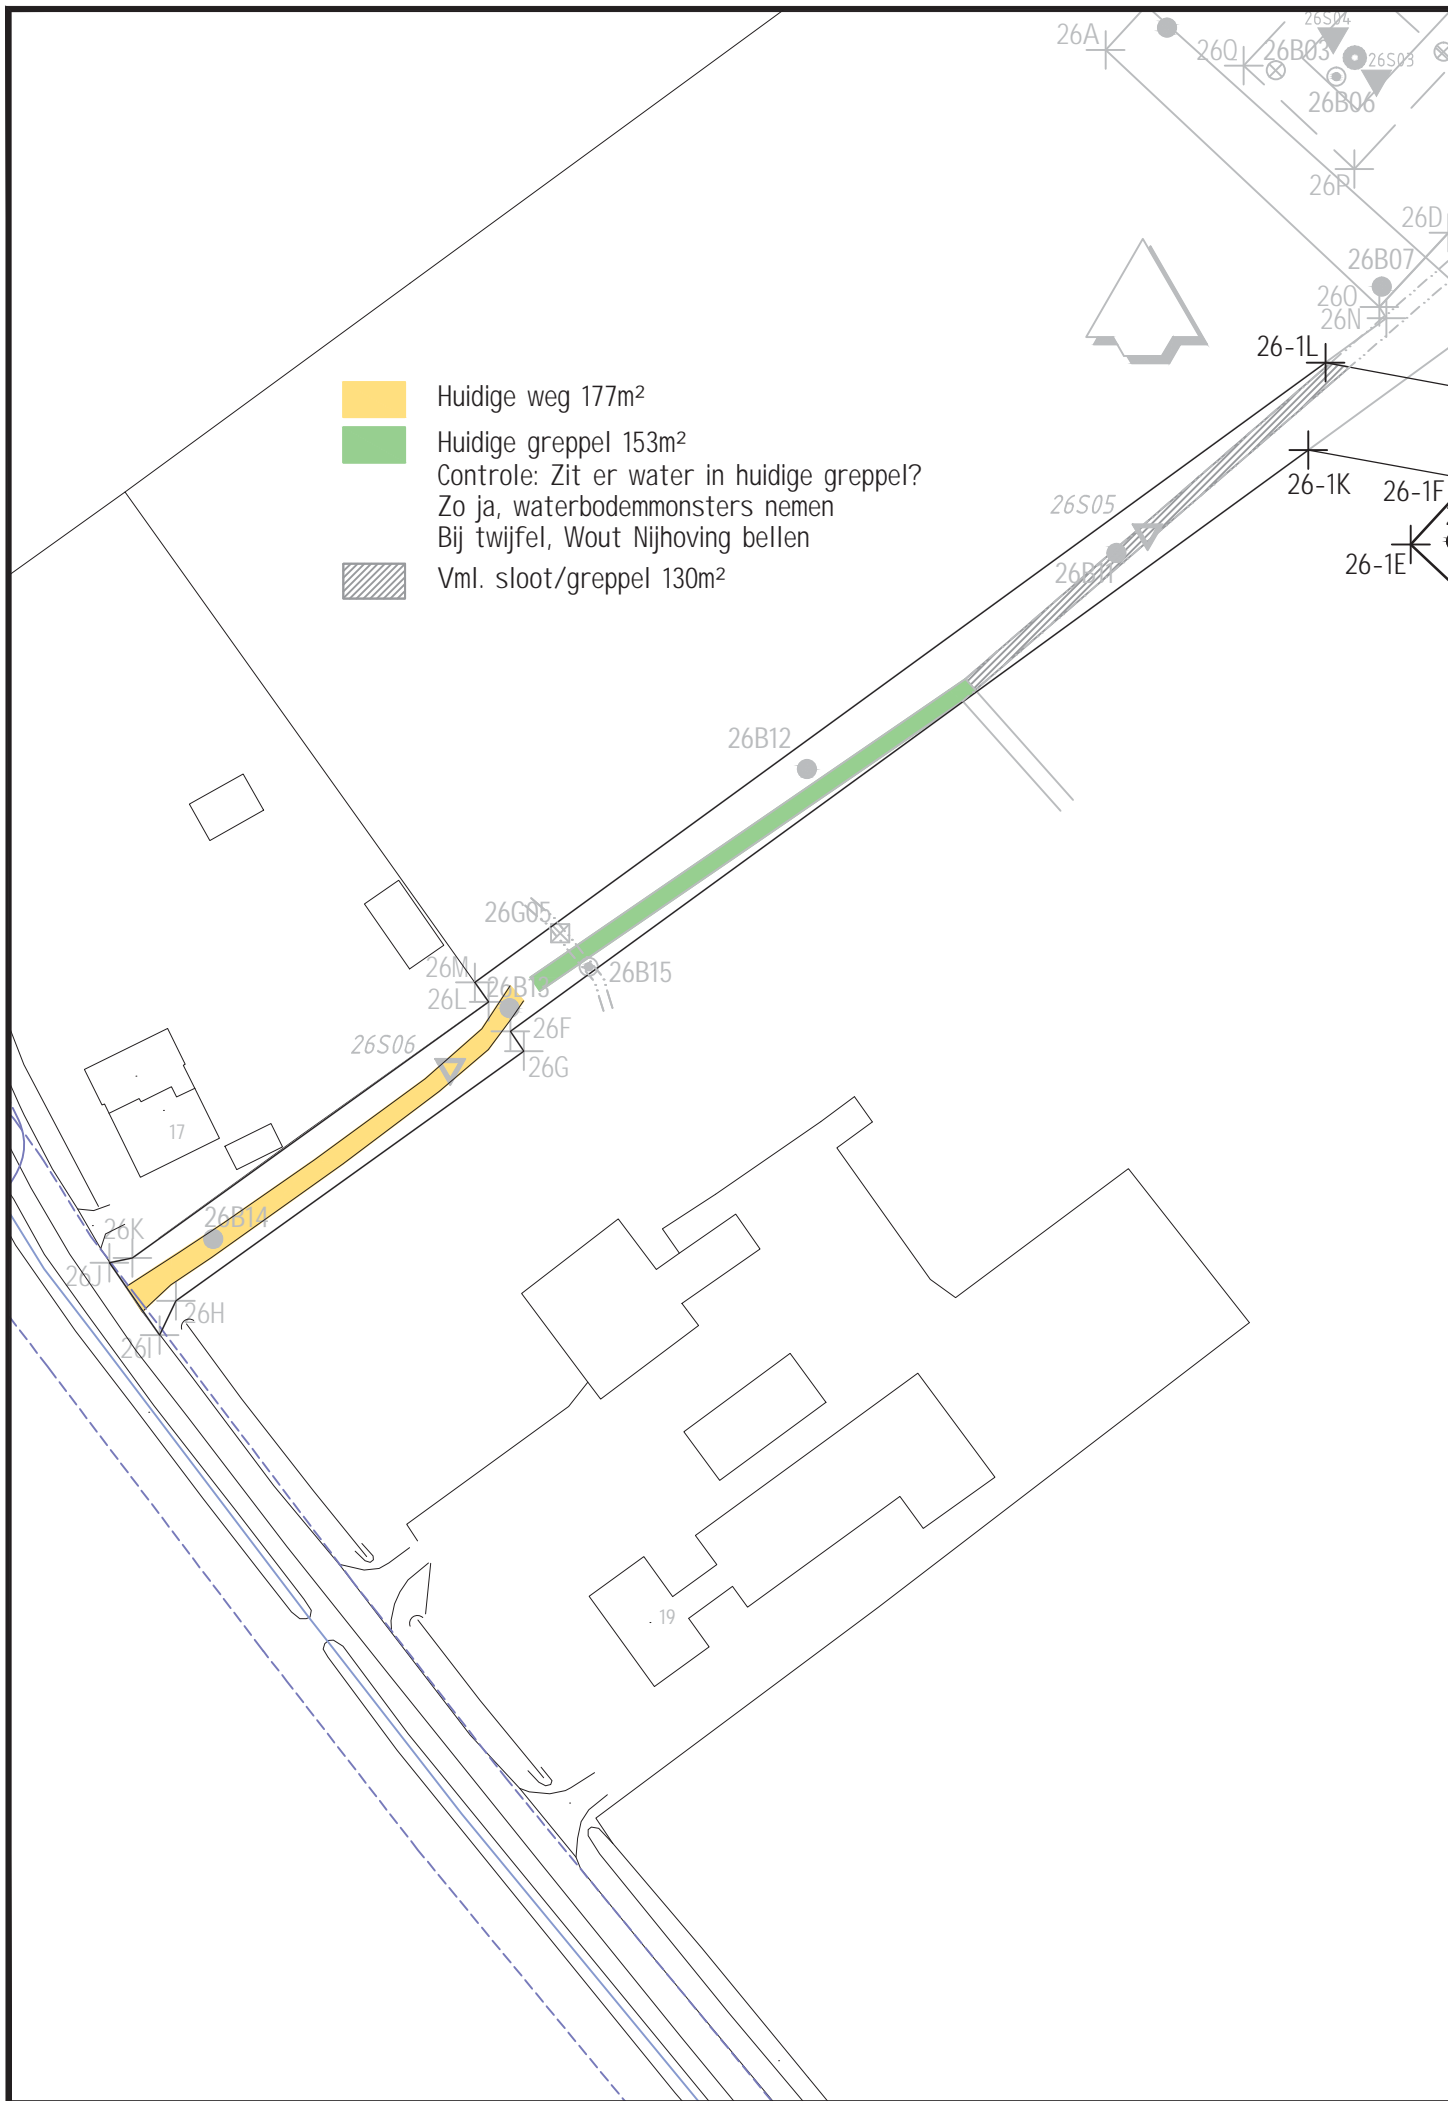 26S04
26A
26Q
26B03
26S03
26B06
26P
26D
26B07
26O
26N
26-1L
Huidige weg 177m²
Huidige greppel 153m²
Controle: Zit er water in huidige greppel?
Zo ja, waterbodemmonsters nemen
Bij twijfel, Wout Nijhoving bellen
Vml. sloot/greppel 130m²
26-1K
26-1F
26S05
26-1E
26B11
26B12
26G05
26M
26B15
26B13
26L
26F
26S06
26G
17
26B14
26K
26J
26H
26I
19